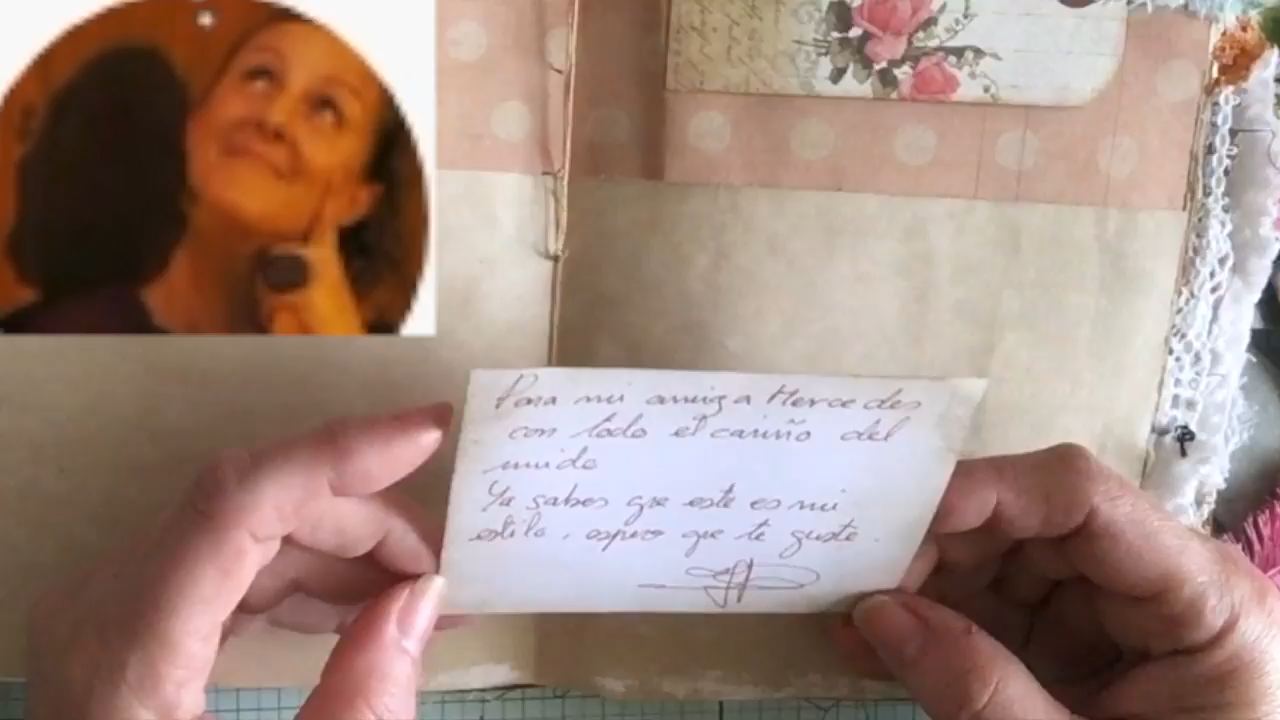 Para mi amiga Mercedes
con todo el cariño del
mundo
Ya sabes que este es mi
estilo, espero que te guste.